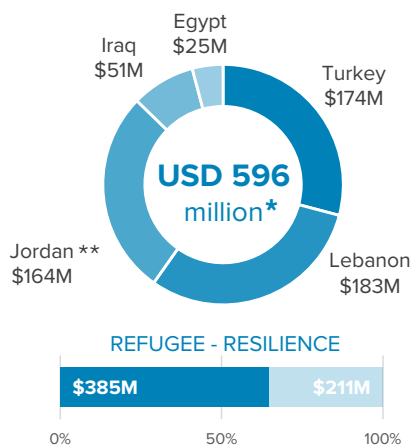 Egypt
$25M
Iraq
$51M
Turkey
$174M
USD 596
million*
Jordan **
$164M
Lebanon
$183M
REFUGEE - RESILIENCE
$385M $211M
0% 50% 100%